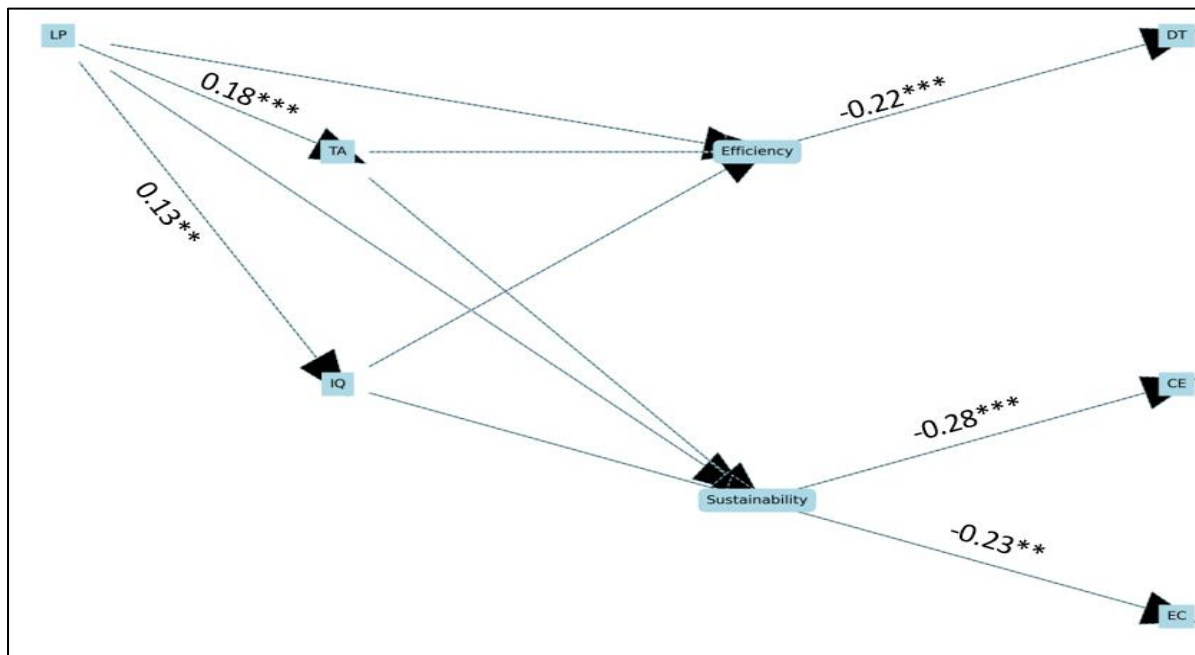 LP
DT
0.18***
-0.22***
TA
Efficiency
0.13**
IQ
CE
-0.28***
Sustainability
-0.23**
EC